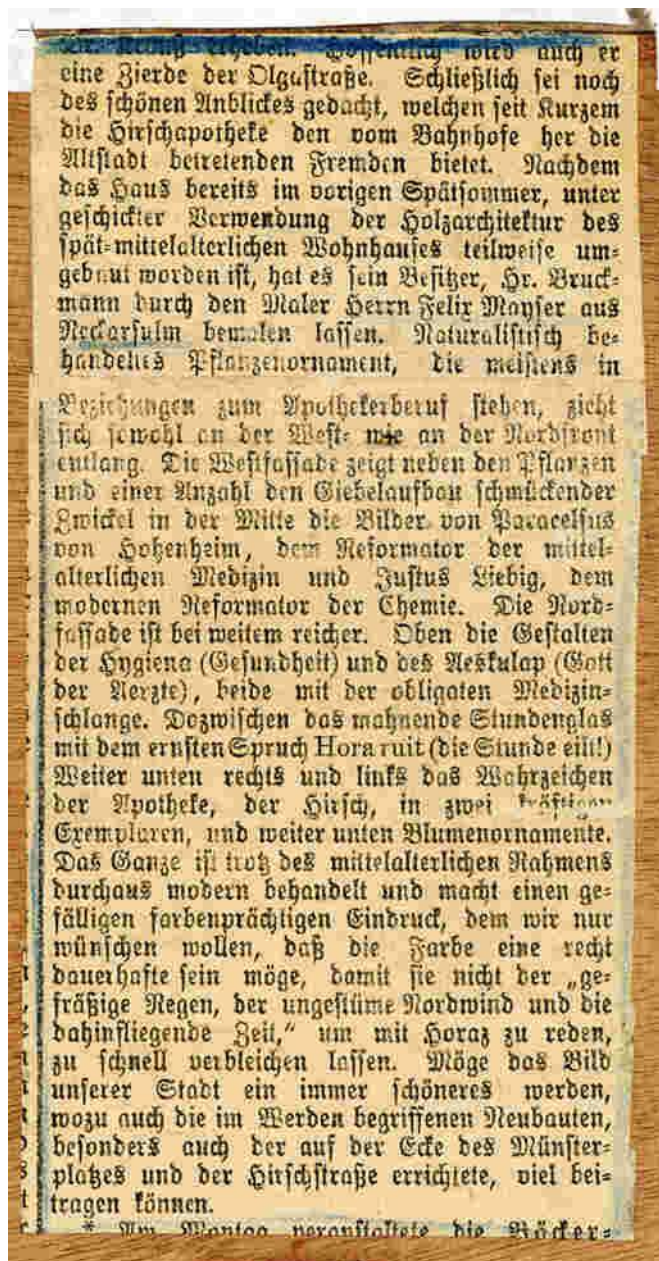 erheben. Hoffentlich wird auch er
eine Zierde der Olgastraße. Schließlich sei noch
des schönen Anblickes gedacht, welchen seit Kurzem
die Hirschapotheke den vom Bahnhofe her die
Altstadt betretenden Fremden bietet. Nachdem
das Haus bereits im vorigen Spätsommer, unter
geschickter Verwendung der Holzarchitektur des
spät-mittelalterlichen Wohnhauses teilweise um-
gebaut worden ist, hat es sein Besitzer, Hr. Bruck-
mann durch den Maler Herrn Felix Mayser aus
Neckarsulm bemalen lassen. Naturalistisch be-
handeltes Pflanzenornament, die meistens in
Beziehungen zum Apothekerberuf stehen, zieht
sich sowohl an der West- wie an der Nordfront
entlang. Die Westfassade zeigt neben den Pflanzen
und einer Anzahl den Giebelaufbau schmückender
Zwickel in der Mitte die Bilder von Paracelsus
von Hohenheim, dem Reformator der mittel-
alterlichen Medizin und Justus Liebig, dem
modernen Reformator der Chemie. Die Nord-
fassade ist bei weitem reicher. Oben die Gestalten
der Hygiena (Gesundheit) und des Aeskulap (Gott
der Aerzte), beide mit der obligaten Medizin-
schlange. Dazwischen das mahnende Stundenglas
mit dem ernsten Spruch Hora ruit (die Stunde eilt!)
Weiter unten rechts und links das Wahrzeichen
der Apotheke, der Hirsch, in zwei kräftigen
Exemplaren, und weiter unten Blumenornamente.
Das Ganze ist trotz des mittelalterlichen Rahmens
durchaus modern behandelt und macht einen ge-
fälligen farbenprächtigen Eindruck, dem wir nur
wünschen wollen, daß die Farbe eine recht
dauerhafte sein möge, damit sie nicht der „ge-
fräßige Regen, der ungestüme Nordwind und die
dahinfliegende Zeit,“ um mit Horaz zu reden,
zu schnell verbleichen lassen. Möge das Bild
unserer Stadt ein immer schöneres werden,
wozu auch die im Werden begriffenen Neubauten,
besonders auch der auf der Ecke des Münster-
platzes und der Hirschstraße errichtete, viel bei-
tragen können.
* Am Montag veranstaltete die Bäcker-